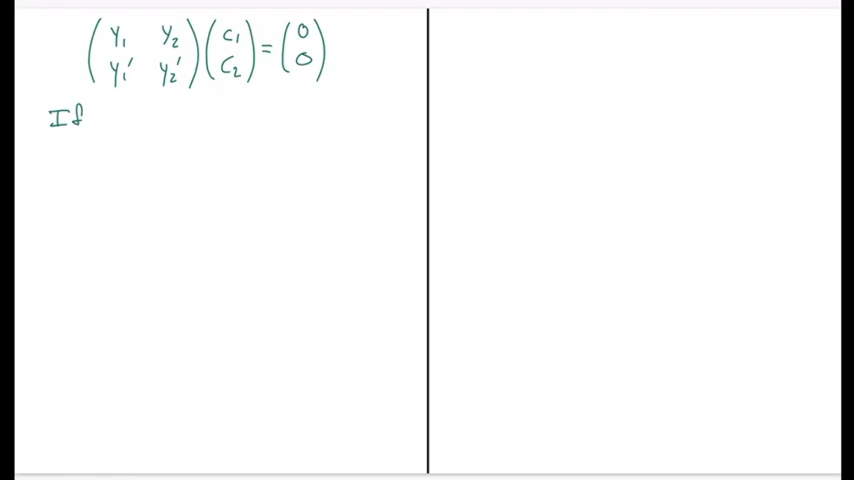 (y₁ y₂) (c₁) = (0)
(y₁' y₂') (c₂) (0)
If